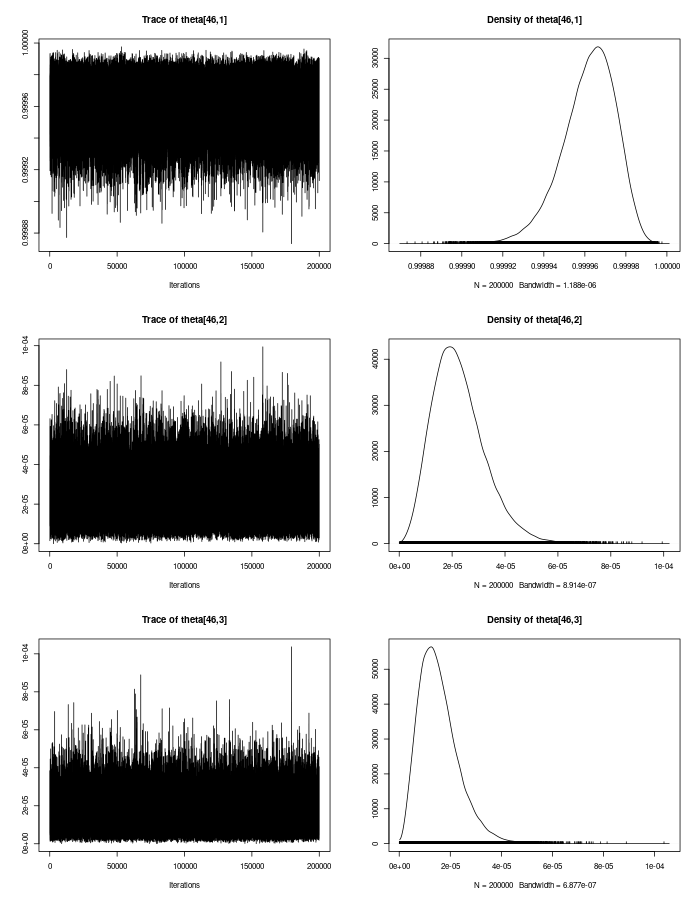 Trace of theta[46,1]
0.99988 0.99992 0.99996 1.00000
0 50000 100000 150000 200000
Iterations
Density of theta[46,1]
0 5000 10000 15000 20000 25000 30000
0.99988 0.99990 0.99992 0.99994 0.99996 0.99998 1.00000
N = 200000 Bandwidth = 1.188e-06
Trace of theta[46,2]
0e+00 2e-05 4e-05 6e-05 8e-05 1e-04
0 50000 100000 150000 200000
Iterations
Density of theta[46,2]
0 10000 20000 30000 40000
0e+00 2e-05 4e-05 6e-05 8e-05 1e-04
N = 200000 Bandwidth = 8.914e-07
Trace of theta[46,3]
0e+00 2e-05 4e-05 6e-05 8e-05 1e-04
0 50000 100000 150000 200000
Iterations
Density of theta[46,3]
0 10000 20000 30000 40000 50000
0e+00 2e-05 4e-05 6e-05 8e-05 1e-04
N = 200000 Bandwidth = 6.877e-07